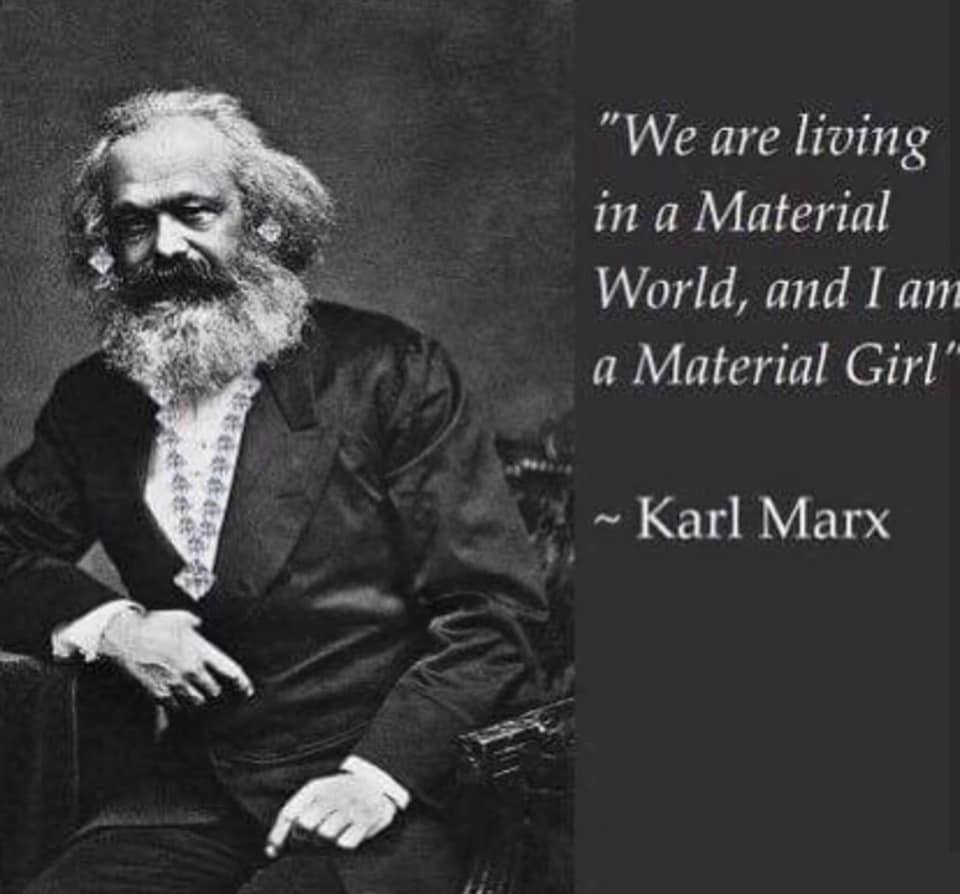 "We are living
in a Material
World, and I am
a Material Girl"
~ Karl Marx